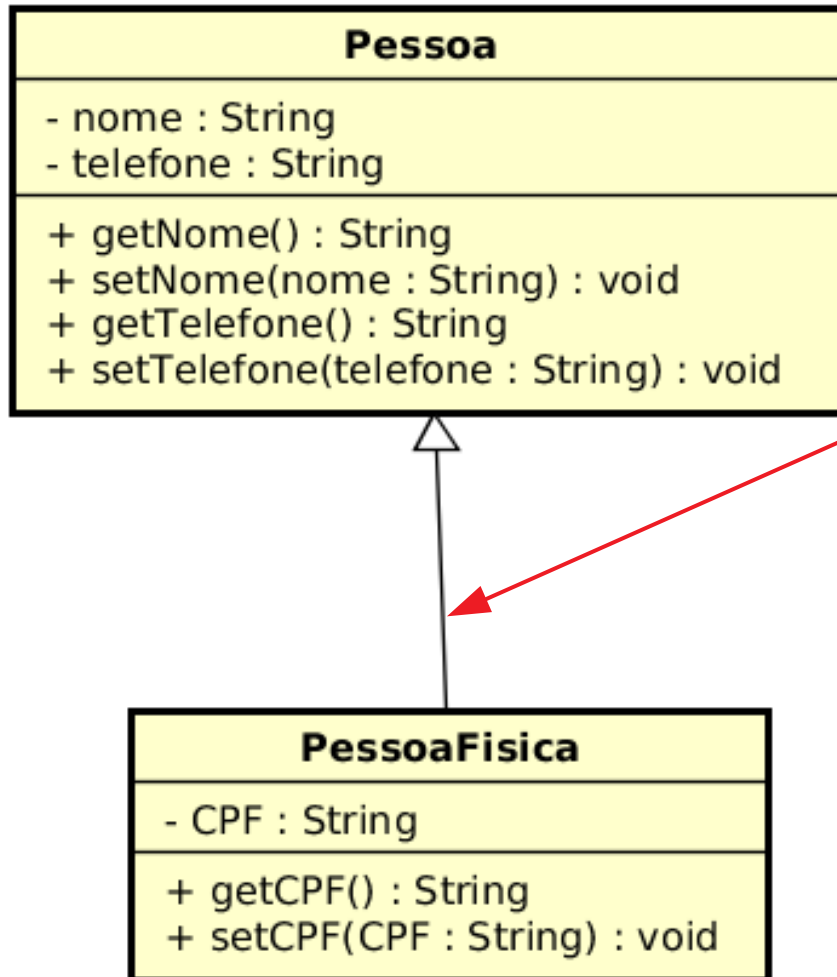 Pessoa
- nome : String
- telefone : String
+ getNome() : String
+ setNome(nome : String) : void
+ getTelefone() : String
+ setTelefone(telefone : String) : void
PessoaFisica
- CPF : String
+ getCPF() : String
+ setCPF(CPF : String) : void